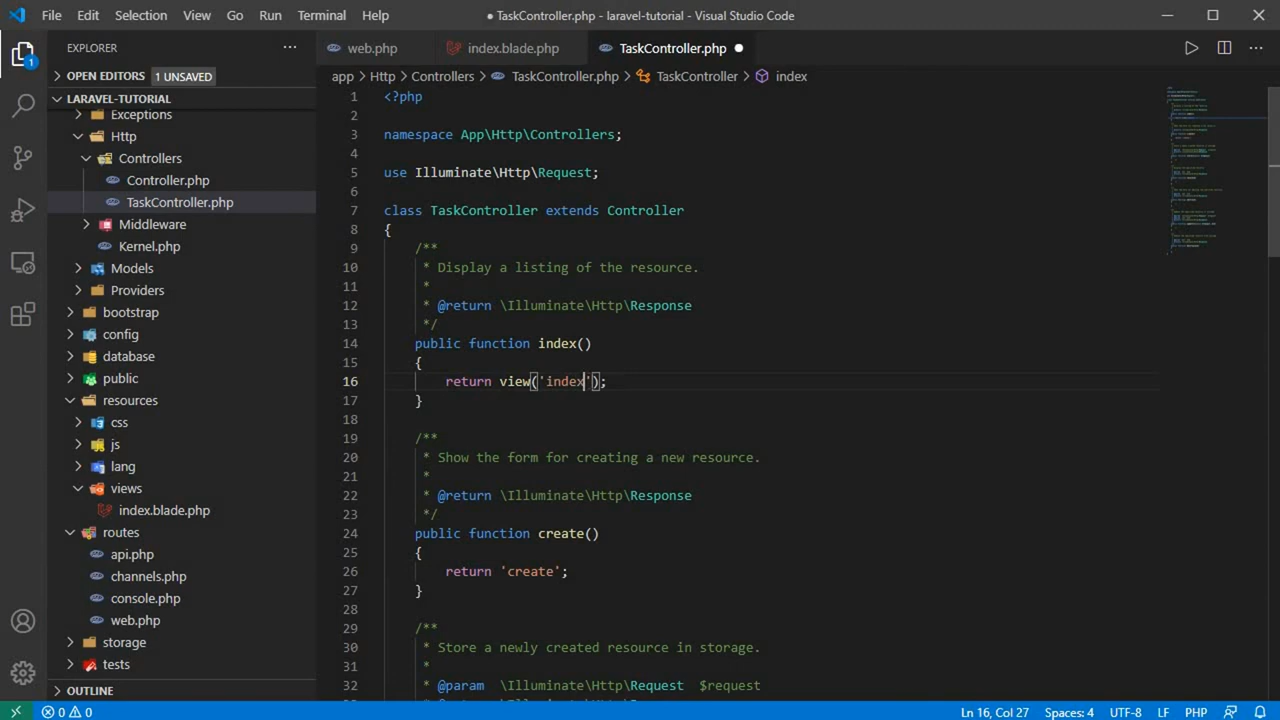 File Edit Selection View Go Run Terminal Help
● TaskController.php - laravel-tutorial - Visual Studio Code
EXPLORER
web.php
index.blade.php
TaskController.php
1
OPEN EDITORS 1 UNSAVED
app > Http > Controllers > TaskController.php > TaskController > index
LARAVEL-TUTORIAL
Exceptions
Http
Controllers
Controller.php
TaskController.php
Middleware
Kernel.php
Models
Providers
bootstrap
config
database
public
resources
css
js
lang
views
index.blade.php
routes
api.php
channels.php
console.php
web.php
storage
tests
OUTLINE
1 <?php
2
3 namespace App\Http\Controllers;
4
5 use Illuminate\Http\Request;
6
7 class TaskController extends Controller
8 {
9 /**
10 * Display a listing of the resource.
11 *
12 * @return \Illuminate\Http\Response
13 */
14 public function index()
15 {
16 return view('index');
17 }
18
19 /**
20 * Show the form for creating a new resource.
21 *
22 * @return \Illuminate\Http\Response
23 */
24 public function create()
25 {
26 return 'create';
27 }
28
29 /**
30 * Store a newly created resource in storage.
31 *
32 * @param \Illuminate\Http\Request $request
0 0
Ln 16, Col 27 Spaces: 4 UTF-8 LF PHP